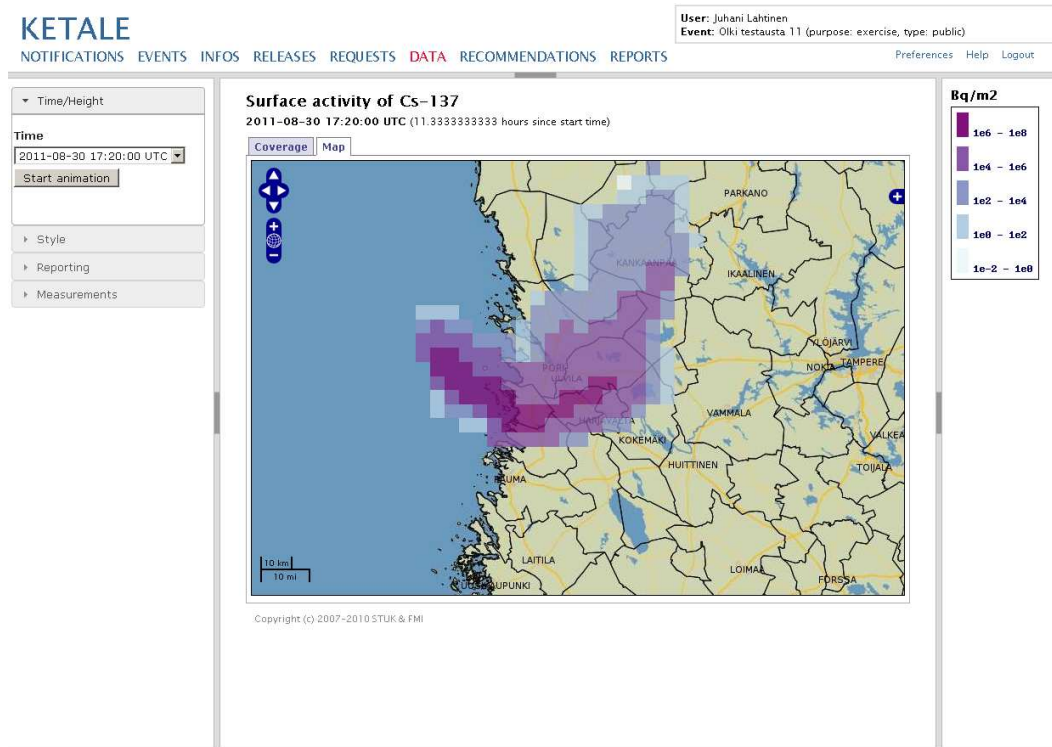 KETALE
User: Juhani Lahtinen
Event: Olki testausta 11 (purpose: exercise, type: public)
NOTIFICATIONS EVENTS INFOS RELEASES REQUESTS DATA RECOMMENDATIONS REPORTS
Preferences Help Logout
Time/Height
Time
2011-08-30 17:20:00 UTC
Start animation
Style
Reporting
Measurements
Surface activity of Cs-137
2011-08-30 17:20:00 UTC (11.3333333333 hours since start time)
Coverage Map
PARKANO
KANKAANPÄÄ
IKAALINEN
YLÖJÄRVI
NOKIA TAMPERE
PORI
ULVILA
HARJAVALTA
VAMMALA
KOKEMÄKI
VALKEA
HUITTINEN
TOIJALA
RAUMA
LAITILA
LOIMAA
FORSSA
UUSIKAUPUNKI
10 km
10 mi
Copyright (c) 2007-2010 STUK & FMI
Bq/m2
1e6 - 1e8
1e4 - 1e6
1e2 - 1e4
1e0 - 1e2
1e-2 - 1e0